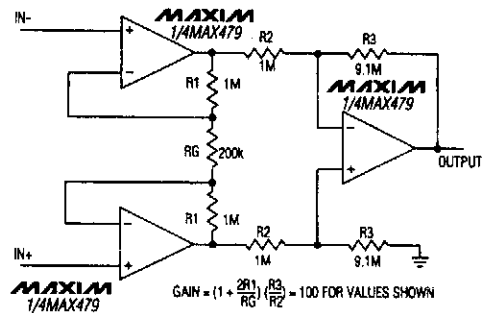 IN-
MAXIM
1/4MAX479
+
-
R1
1M
R2
1M
R3
9.1M
MAXIM
1/4MAX479
-
+
OUTPUT
RG
200k
R1
1M
-
+
IN+
MAXIM
1/4MAX479
R2
1M
R3
9.1M
GAIN = (1 + 2R1/RG) (R3/R2) = 100 FOR VALUES SHOWN